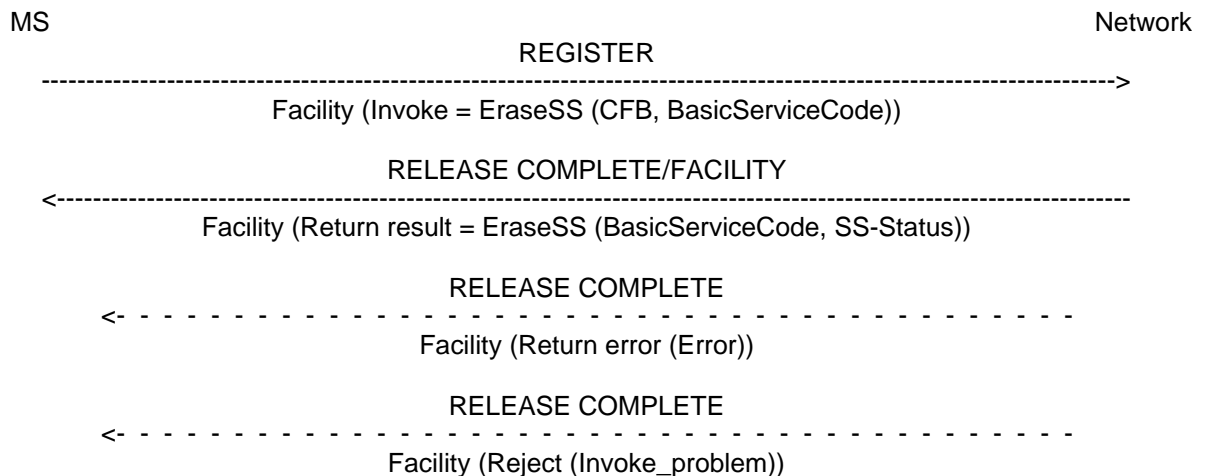 MS Network
REGISTER
Facility (Invoke = EraseSS (CFB, BasicServiceCode))
RELEASE COMPLETE/FACILITY
Facility (Return result = EraseSS (BasicServiceCode, SS-Status))
RELEASE COMPLETE
Facility (Return error (Error))
RELEASE COMPLETE
Facility (Reject (Invoke_problem))